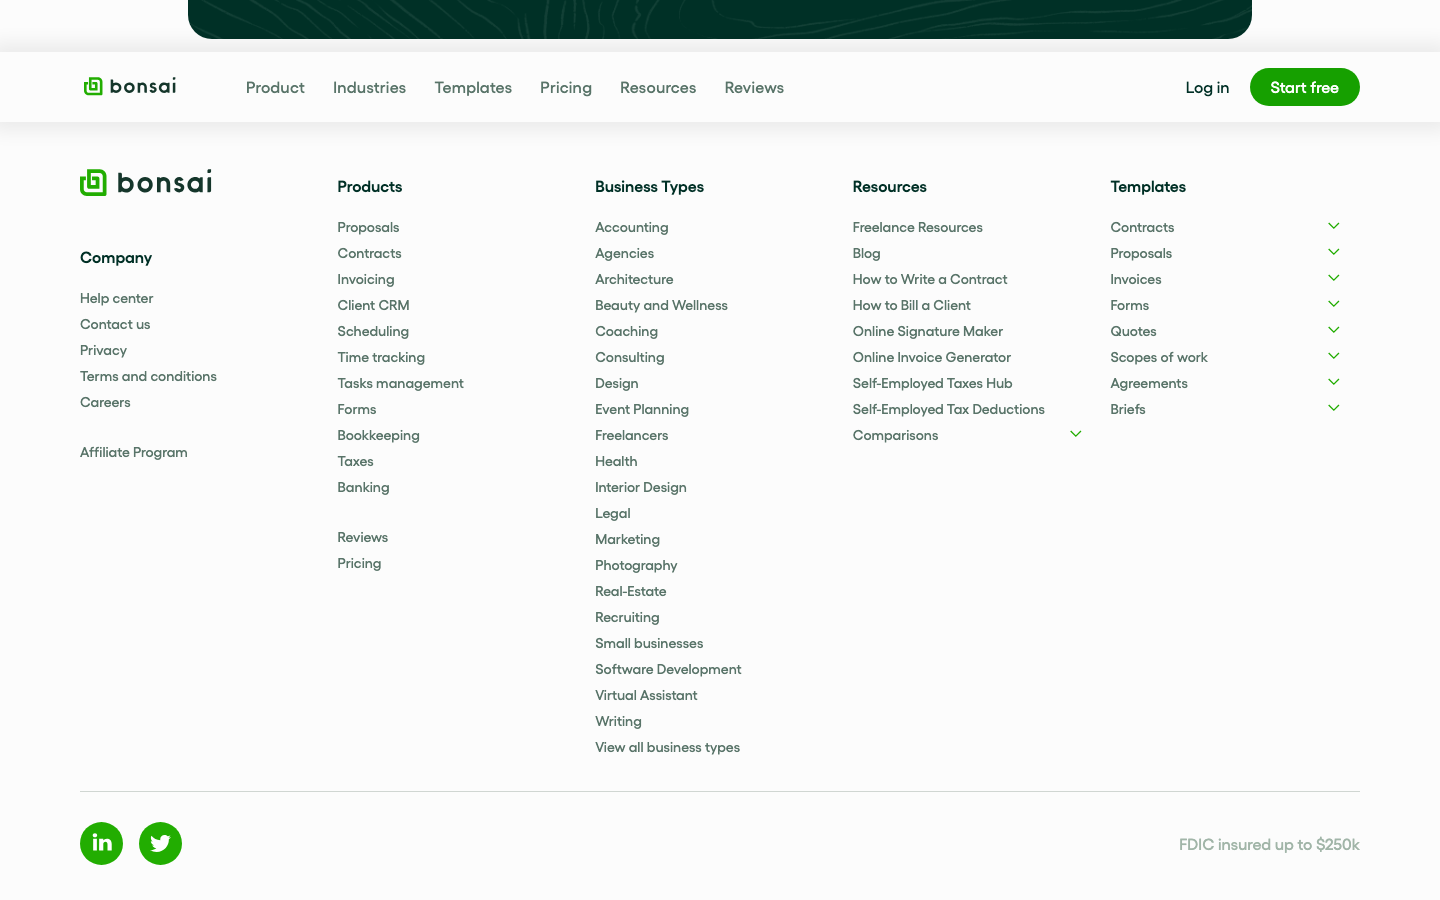 bonsai
Product
Industries
Templates
Pricing
Resources
Reviews
Log in
Start free
bonsai
Company
Help center
Contact us
Privacy
Terms and conditions
Careers
Affiliate Program
Products
Proposals
Contracts
Invoicing
Client CRM
Scheduling
Time tracking
Tasks management
Forms
Bookkeeping
Taxes
Banking
Reviews
Pricing
Business Types
Accounting
Agencies
Architecture
Beauty and Wellness
Coaching
Consulting
Design
Event Planning
Freelancers
Health
Interior Design
Legal
Marketing
Photography
Real-Estate
Recruiting
Small businesses
Software Development
Virtual Assistant
Writing
View all business types
Resources
Freelance Resources
Blog
How to Write a Contract
How to Bill a Client
Online Signature Maker
Online Invoice Generator
Self-Employed Taxes Hub
Self-Employed Tax Deductions
Comparisons
Templates
Contracts
Proposals
Invoices
Forms
Quotes
Scopes of work
Agreements
Briefs
in
FDIC insured up to $250k